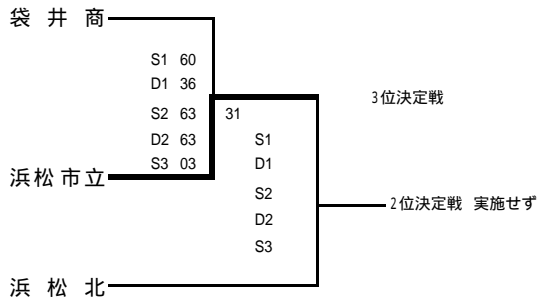 袋井商
S1 60
D1 36
S2 63
D2 63
S3 03
31
浜松市立
3位決定戦
S1
D1
S2
D2
S3
2位決定戦 実施せず
浜松北